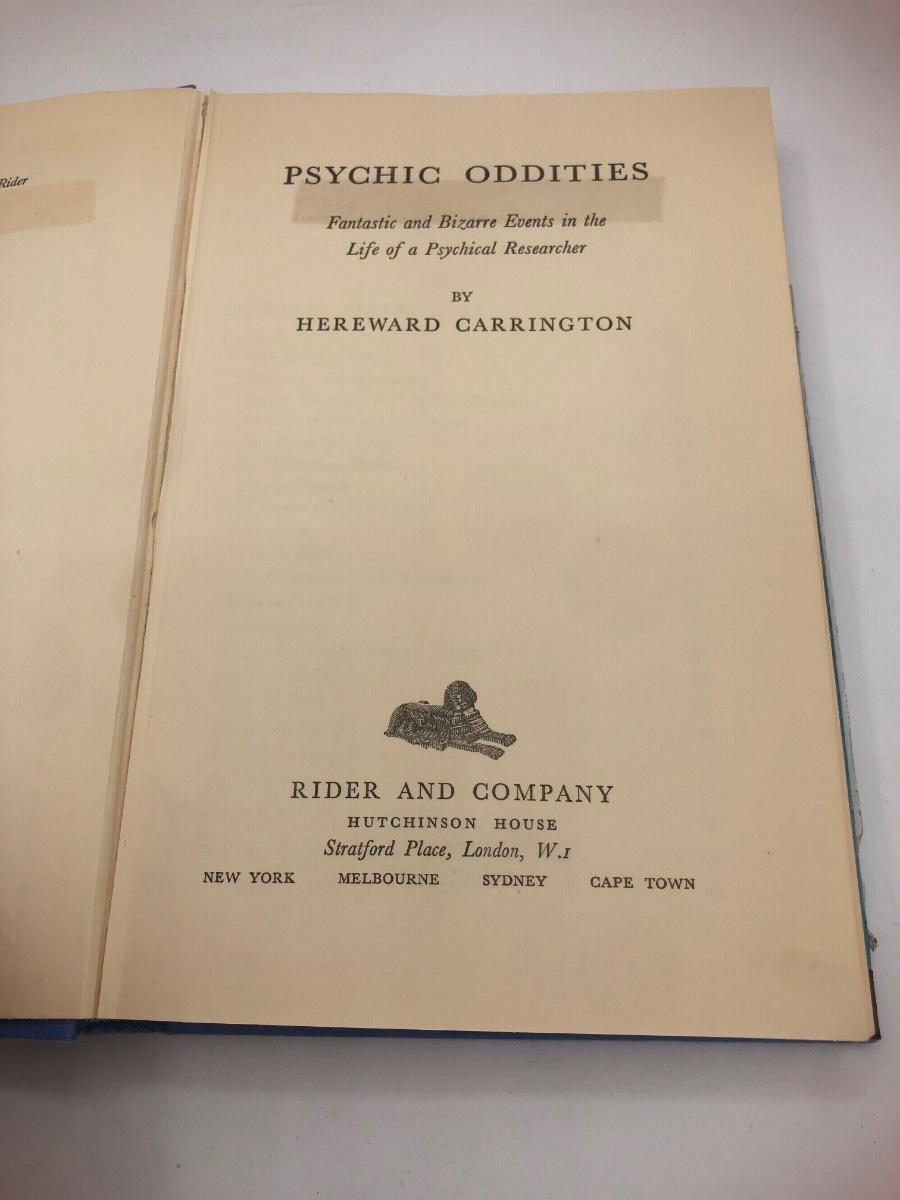 Rider
PSYCHIC ODDITIES
Fantastic and Bizarre Events in the
Life of a Psychical Researcher
BY
HEREWARD CARRINGTON
RIDER AND COMPANY
HUTCHINSON HOUSE
Stratford Place, London, W.1
NEW YORK MELBOURNE SYDNEY CAPE TOWN